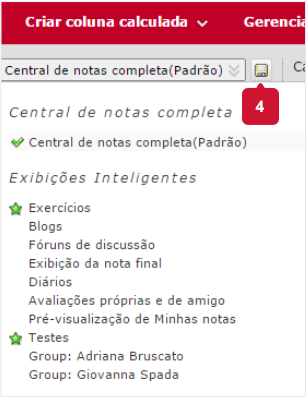 Criar coluna calculada
Central de notas completa(Padrão)
4
Central de notas completa
Central de notas completa(Padrão)
Exibições Inteligentes
Exercícios
Blogs
Fóruns de discussão
Exibição da nota final
Diários
Avaliações próprias e de amigo
Pré-visualização de Minhas notas
Testes
Group: Adriana Bruscato
Group: Giovanna Spada